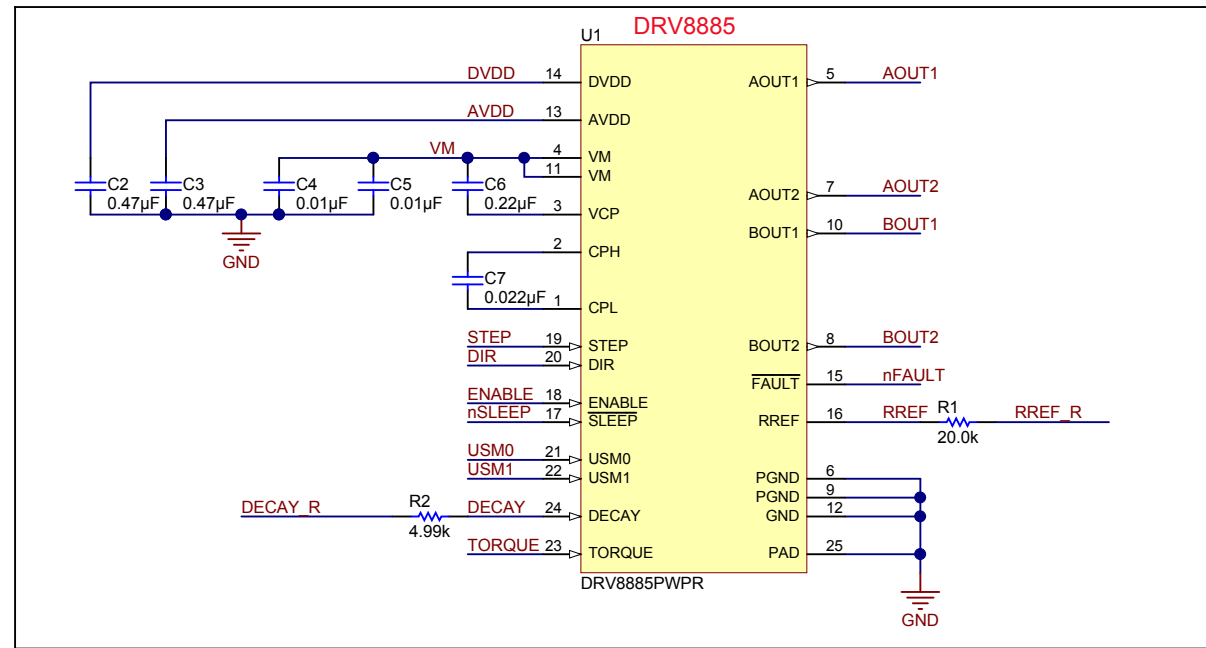 DRV8885
U1
DVDD 14 DVDD
AOUT1 5 AOUT1
AVDD 13 AVDD
VM 4 VM
11 VM
C2 0.47µF
C3 0.47µF
C4 0.01µF
C5 0.01µF
C6 0.22µF
3 VCP
AOUT2 7 AOUT2
BOUT1 10 BOUT1
GND
2 CPH
C7 0.022µF
1 CPL
STEP 19 STEP
DIR 20 DIR
BOUT2 8 BOUT2
FAULT 15 nFAULT
ENABLE 18 ENABLE
nSLEEP 17 SLEEP
RREF 16 RREF R1 20.0k RREF_R
USM0 21 USM0
USM1 22 USM1
PGND 6
PGND 9
GND 12
DECAY_R R2 4.99k DECAY 24 DECAY
TORQUE 23 TORQUE
PAD 25
DRV8885PWPR
GND